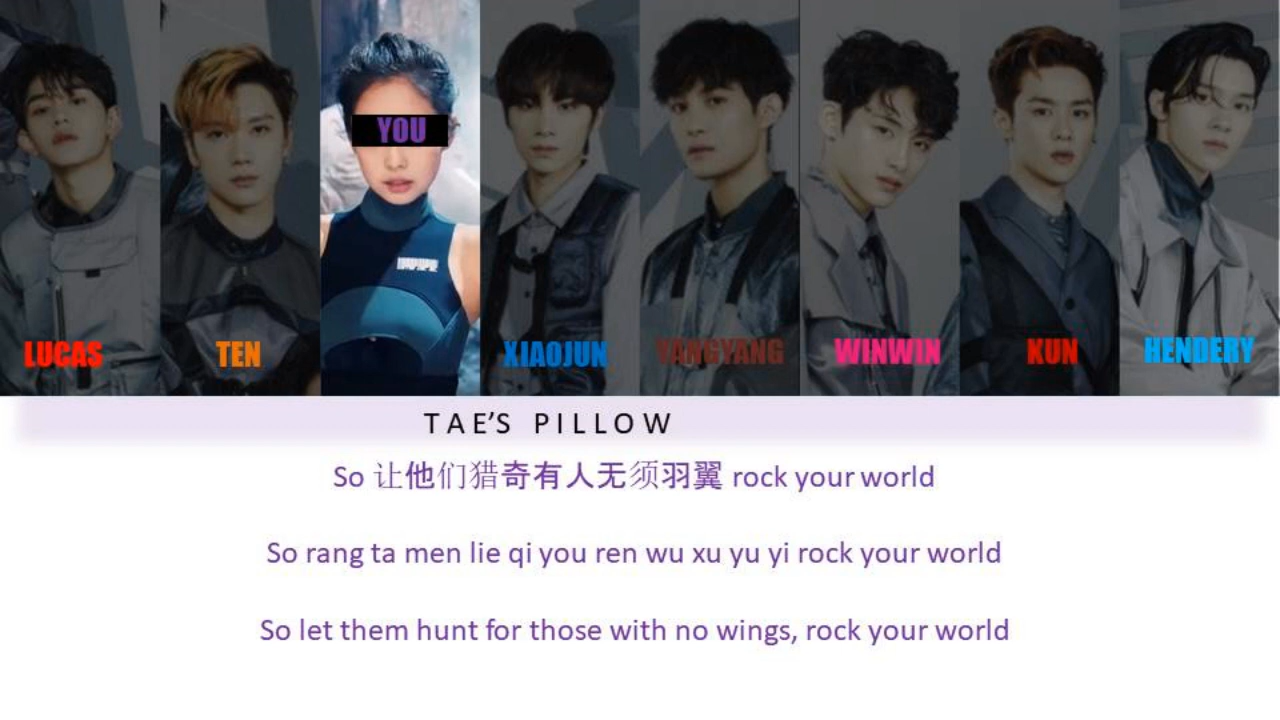 YOU
LUCAS TEN XIAOJUN YANGYANG WINWIN KUN HENDERY
TAE'S PILLOW
So 让他们猎奇有人无须羽翼 rock your world
So rang ta men lie qi you ren wu xu yu yi rock your world
So let them hunt for those with no wings, rock your world